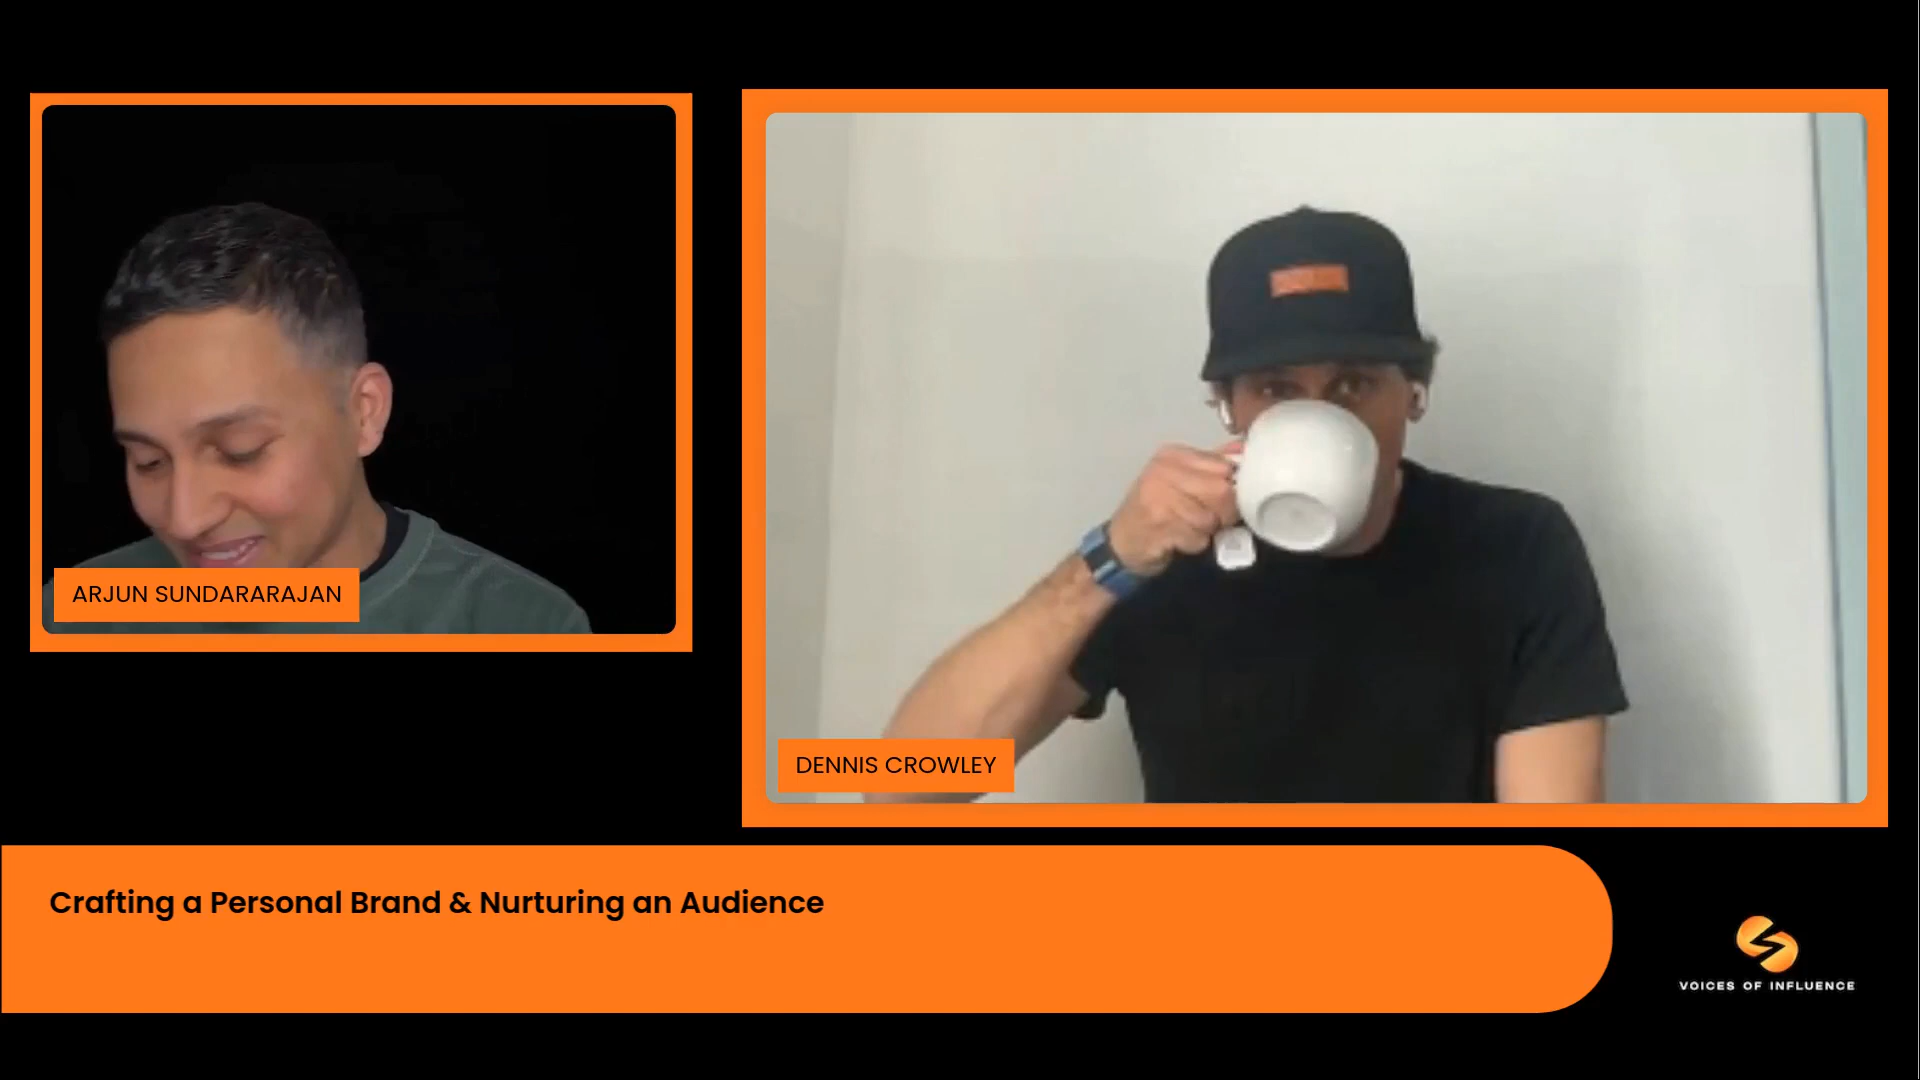 ARJUN SUNDARARAJAN
DENNIS CROWLEY
Crafting a Personal Brand & Nurturing an Audience
VOICES OF INFLUENCE